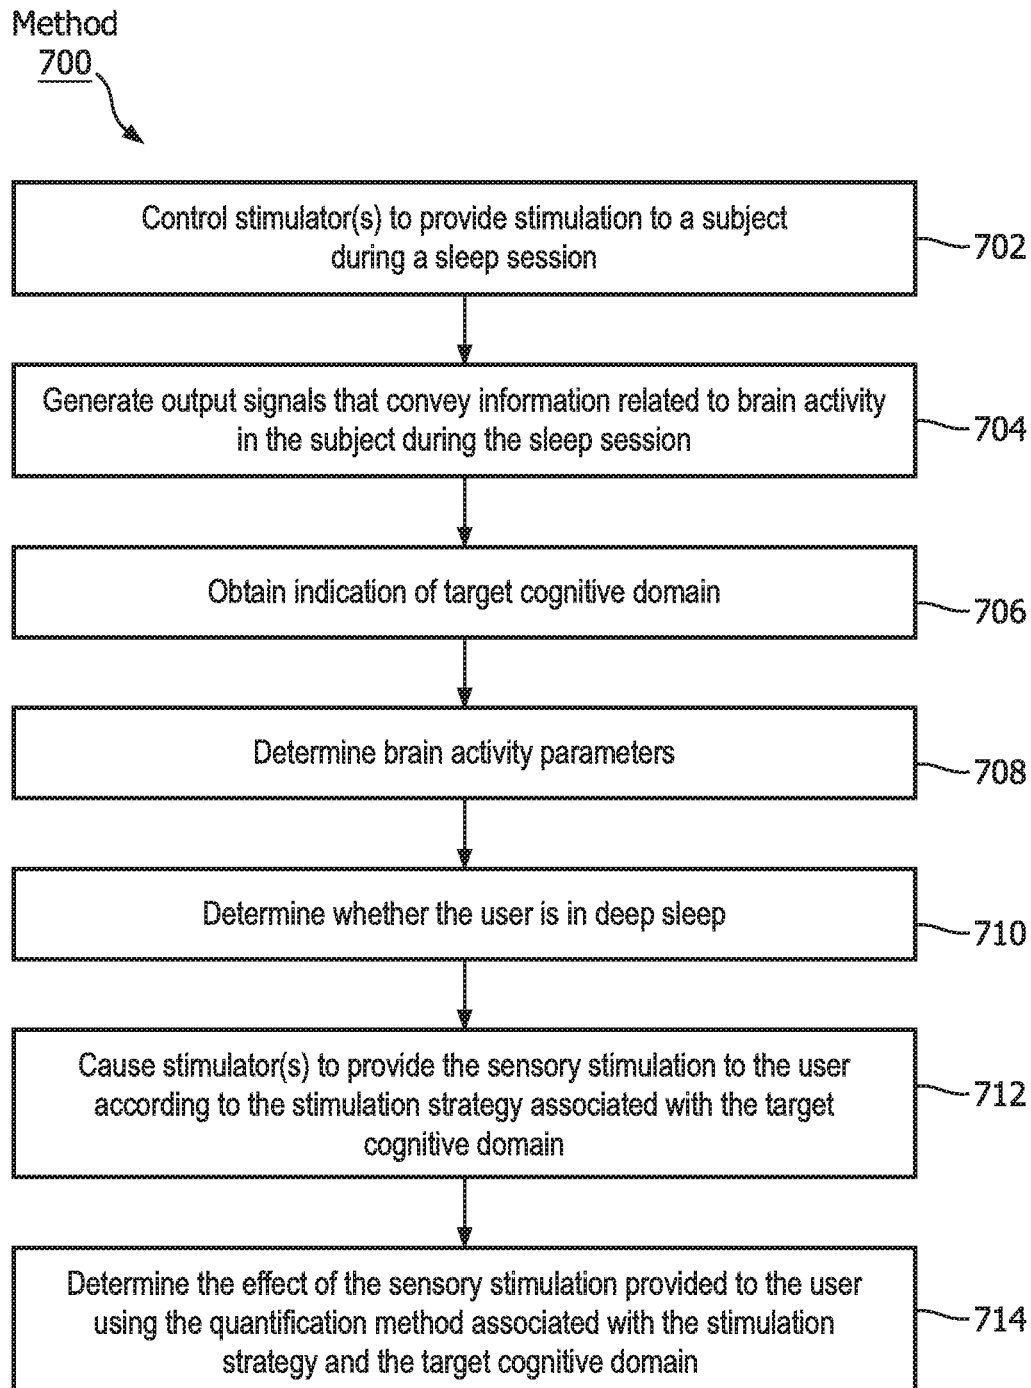 Method
700
Control stimulator(s) to provide stimulation to a subject
during a sleep session
702
Generate output signals that convey information related to brain activity
in the subject during the sleep session
704
Obtain indication of target cognitive domain
706
Determine brain activity parameters
708
Determine whether the user is in deep sleep
710
Cause stimulator(s) to provide the sensory stimulation to the user
according to the stimulation strategy associated with the target
cognitive domain
712
Determine the effect of the sensory stimulation provided to the user
using the quantification method associated with the stimulation
strategy and the target cognitive domain
714